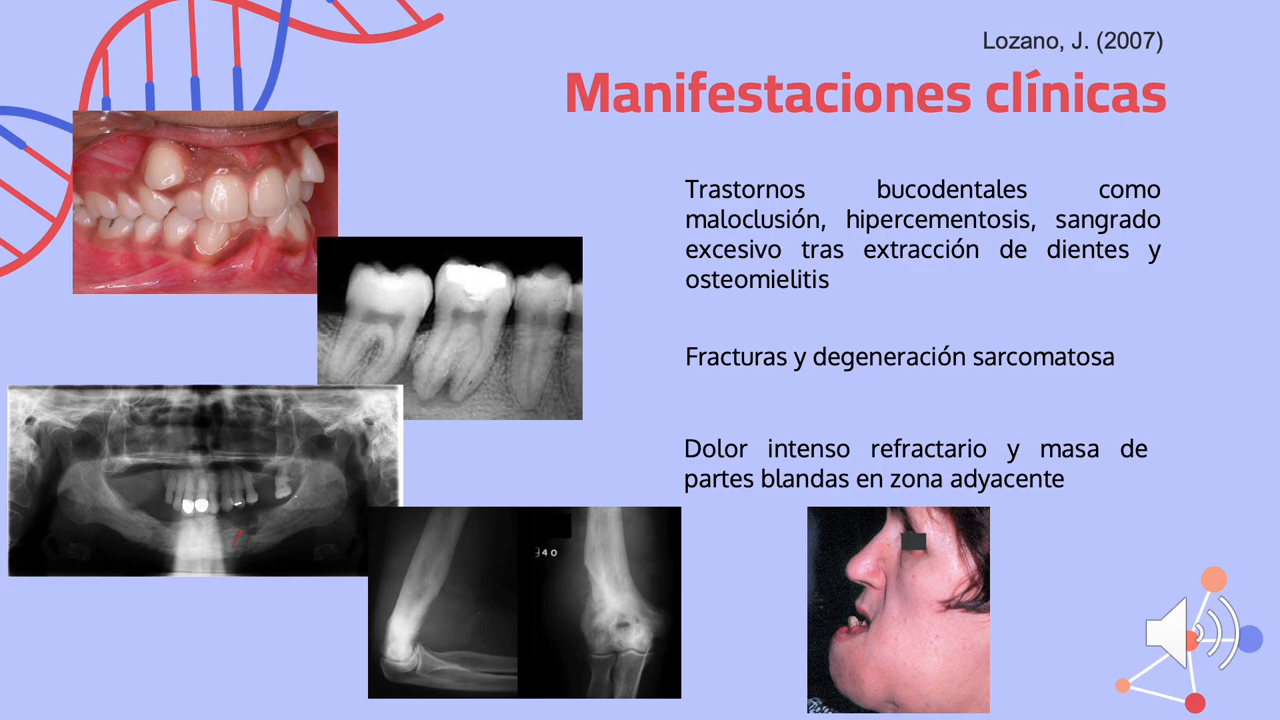 Lozano, J. (2007)
Manifestaciones clínicas
Trastornos bucodentales como
maloclusión, hipercementosis, sangrado
excesivo tras extracción de dientes y
osteomielitis
Fracturas y degeneración sarcomatosa
Dolor intenso refractario y masa de
partes blandas en zona adyacente
940